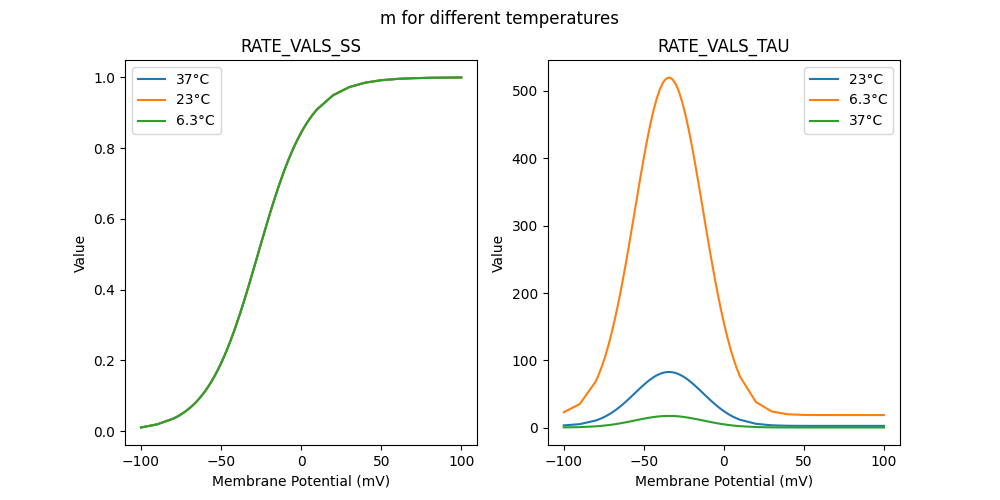 m for different temperatures
RATE_VALS_SS
1.0
0.8
0.6
0.4
0.2
0.0
Value
37°C
23°C
6.3°C
−100
−50
0
50
100
Membrane Potential (mV)
RATE_VALS_TAU
500
400
300
200
100
0
Value
23°C
6.3°C
37°C
−100
−50
0
50
100
Membrane Potential (mV)